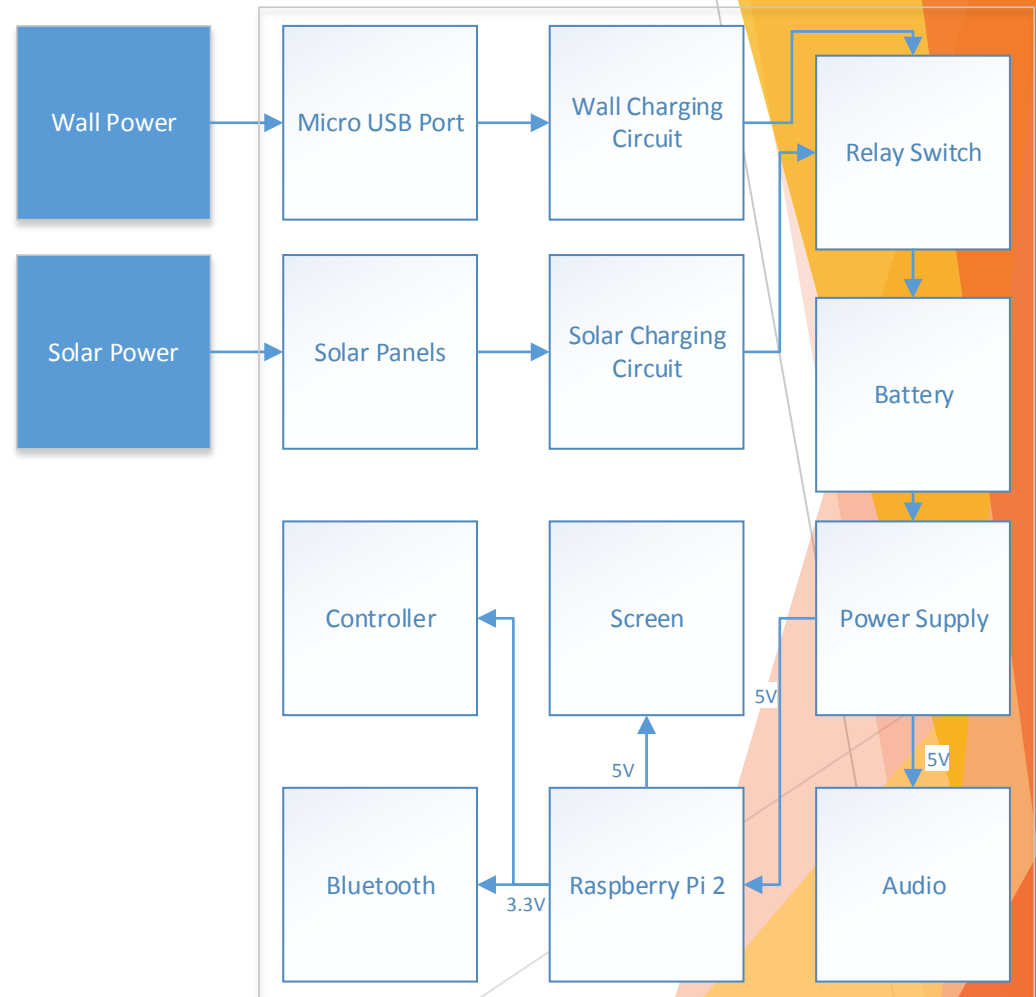 Wall Power
Micro USB Port
Wall Charging
Circuit
Relay Switch
Solar Power
Solar Panels
Solar Charging
Circuit
Battery
Controller
Screen
Power Supply
5V
5V
5V
Bluetooth
3.3V
Raspberry Pi 2
Audio